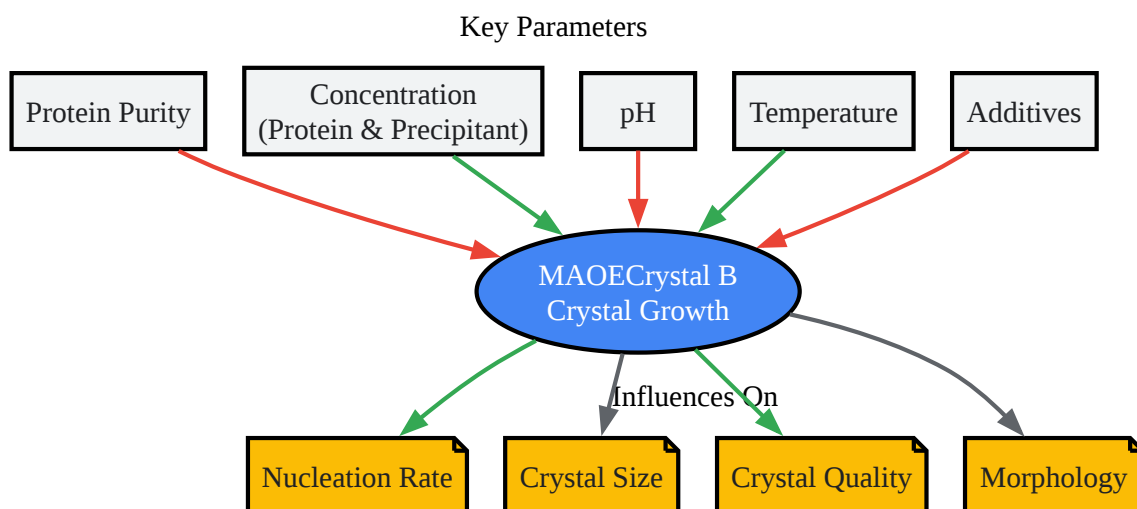 Key Parameters
Protein Purity
Concentration
(Protein & Precipitant)
pH
Temperature
Additives
MAOECrystal B
Crystal Growth
Influences On
Nucleation Rate
Crystal Size
Crystal Quality
Morphology